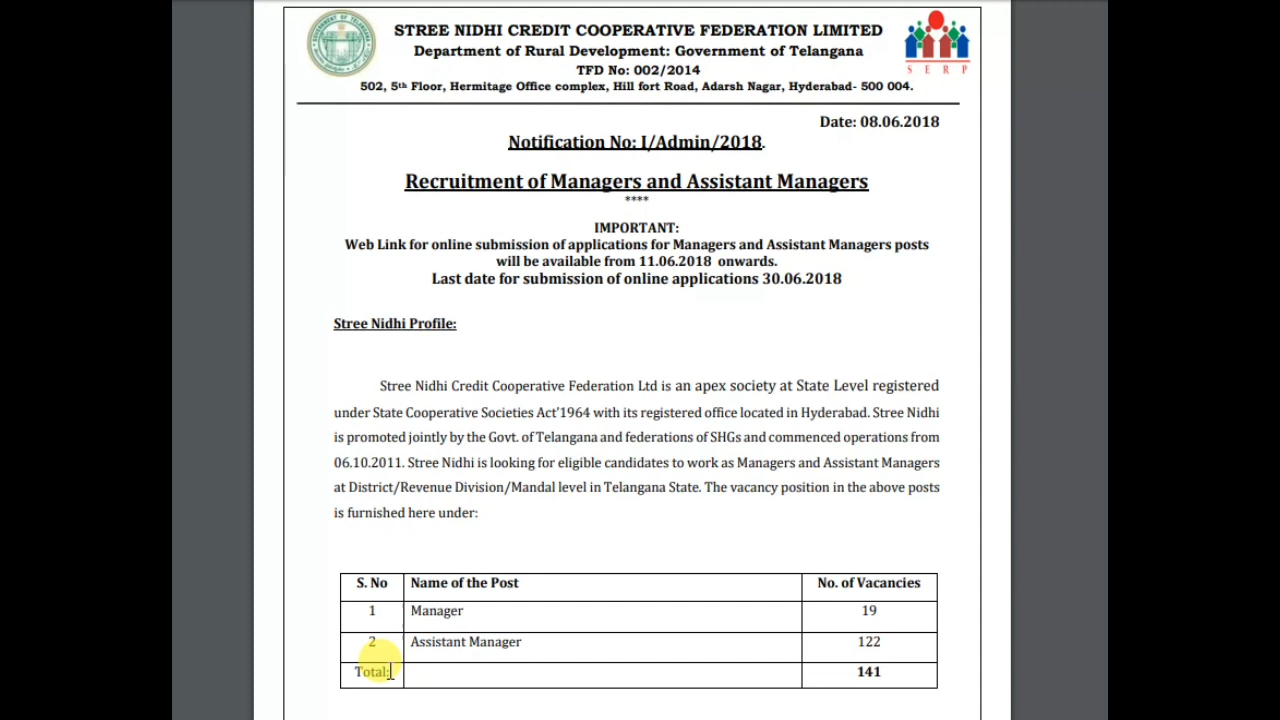 STREE NIDHI CREDIT COOPERATIVE FEDERATION LIMITED
Department of Rural Development: Government of Telangana
TFD No: 002/2014
502, 5th Floor, Hermitage Office complex, Hill fort Road, Adarsh Nagar, Hyderabad- 500 004.
S E R P
Date: 08.06.2018
Notification No: I/Admin/2018.
Recruitment of Managers and Assistant Managers
****
IMPORTANT:
Web Link for online submission of applications for Managers and Assistant Managers posts
will be available from 11.06.2018 onwards.
Last date for submission of online applications 30.06.2018
Stree Nidhi Profile:
Stree Nidhi Credit Cooperative Federation Ltd is an apex society at State Level registered
under State Cooperative Societies Act’1964 with its registered office located in Hyderabad. Stree Nidhi
is promoted jointly by the Govt. of Telangana and federations of SHGs and commenced operations from
06.10.2011. Stree Nidhi is looking for eligible candidates to work as Managers and Assistant Managers
at District/Revenue Division/Mandal level in Telangana State. The vacancy position in the above posts
is furnished here under:
S. No Name of the Post No. of Vacancies
1 Manager 19
2 Assistant Manager 122
Total: 141